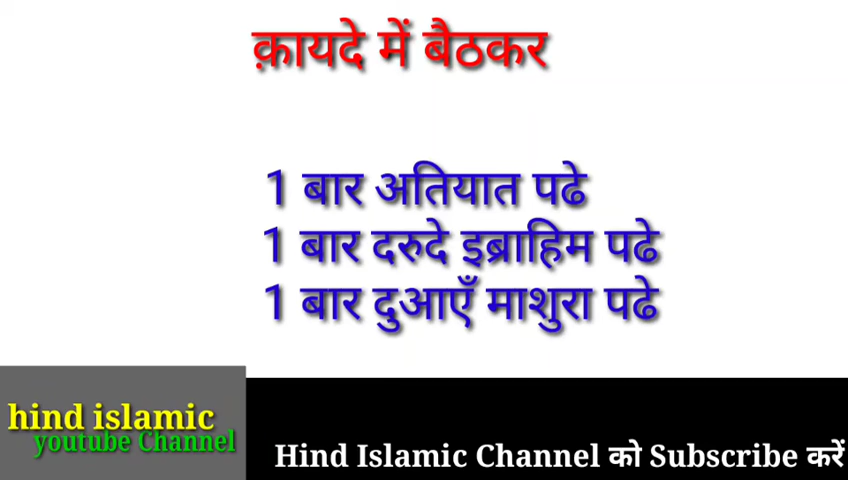 क़ायदे में बैठकर
1 बार अतियात पढे
1 बार दरुदे इब्राहिम पढे
1 बार दुआएँ माशुरा पढे
hind islamic
youtube Channel
Hind Islamic Channel को Subscribe करें